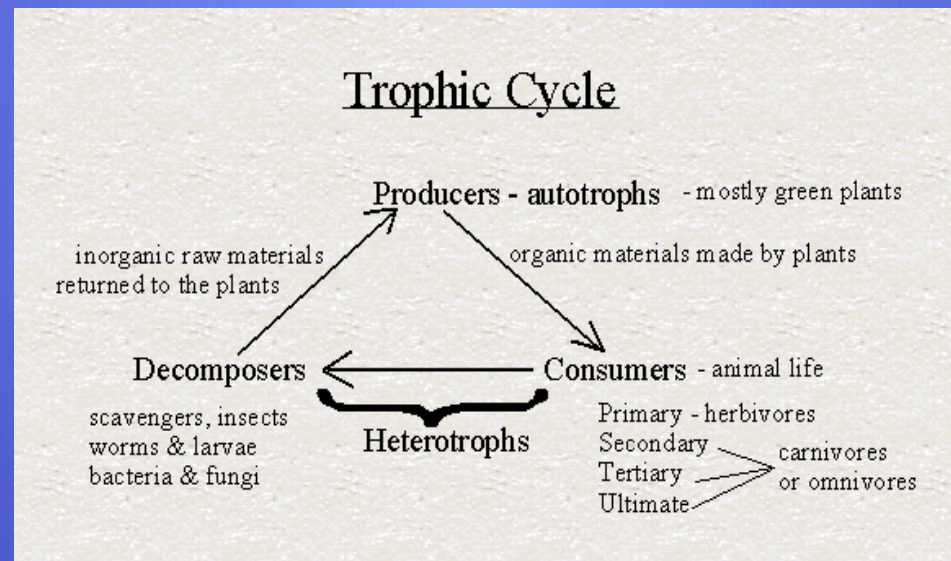 Trophic Cycle
Producers - autotrophs - mostly green plants
inorganic raw materials
returned to the plants
organic materials made by plants
Decomposers
Consumers - animal life
scavengers, insects
worms & larvae
bacteria & fungi
Heterotrophs
Primary - herbivores
Secondary
Tertiary
Ultimate
carnivores
or omnivores